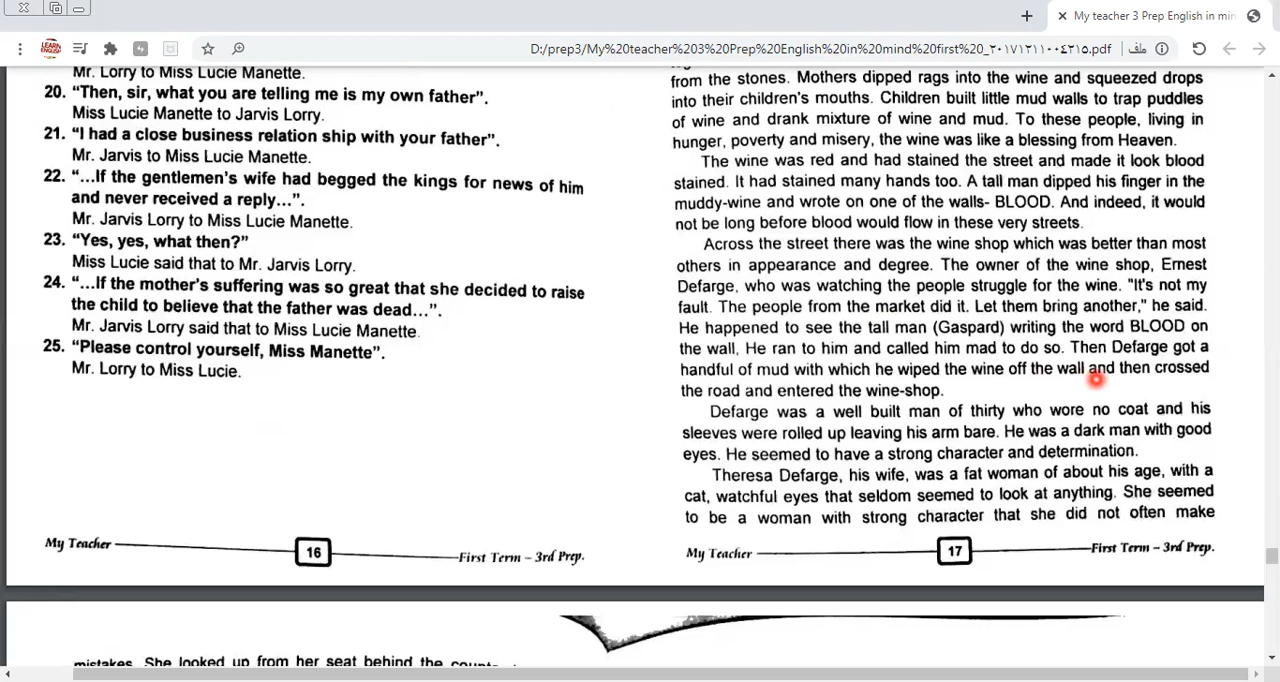 My teacher 3 Prep English in min
D:/prep3/My%20teacher%203%20Prep%20English%20in%20mind%20first%20_٢٠١٧١٢١١٠٠٤٢١٥.pdf
ملف
LEARN ENGLISH
Mr. Lorry to Miss Lucie Manette.
20. “Then, sir, what you are telling me is my own father”.
Miss Lucie Manette to Jarvis Lorry.
21. “I had a close business relation ship with your father”.
Mr. Jarvis to Miss Lucie Manette.
22. “...If the gentlemen’s wife had begged the kings for news of him
and never received a reply...”.
Mr. Jarvis Lorry to Miss Lucie Manette.
23. “Yes, yes, what then?”
Miss Lucie said that to Mr. Jarvis Lorry.
24. “...If the mother’s suffering was so great that she decided to raise
the child to believe that the father was dead...”.
Mr. Jarvis Lorry said that to Miss Lucie Manette.
25. “Please control yourself, Miss Manette”.
Mr. Lorry to Miss Lucie.
My Teacher
16
First Term – 3rd Prep.
from the stones. Mothers dipped rags into the wine and squeezed drops
into their children's mouths. Children built little mud walls to trap puddles
of wine and drank mixture of wine and mud. To these people, living in
hunger, poverty and misery, the wine was like a blessing from Heaven.
The wine was red and had stained the street and made it look blood
stained. It had stained many hands too. A tall man dipped his finger in the
muddy-wine and wrote on one of the walls- BLOOD. And indeed, it would
not be long before blood would flow in these very streets.
Across the street there was the wine shop which was better than most
others in appearance and degree. The owner of the wine shop, Ernest
Defarge, who was watching the people struggle for the wine. "It's not my
fault. The people from the market did it. Let them bring another," he said.
He happened to see the tall man (Gaspard) writing the word BLOOD on
the wall, He ran to him and called him mad to do so. Then Defarge got a
handful of mud with which he wiped the wine off the wall and then crossed
the road and entered the wine-shop.
Defarge was a well built man of thirty who wore no coat and his
sleeves were rolled up leaving his arm bare. He was a dark man with good
eyes. He seemed to have a strong character and determination.
Theresa Defarge, his wife, was a fat woman of about his age, with a
cat, watchful eyes that seldom seemed to look at anything. She seemed
to be a woman with strong character that she did not often make
My Teacher
17
First Term – 3rd Prep.
mistakes. She looked up from her seat behind the